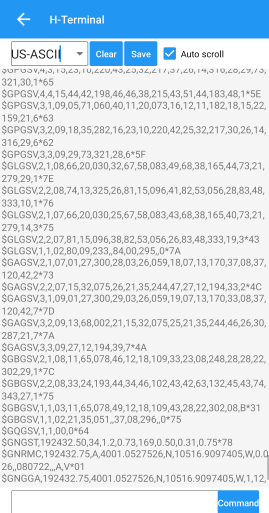 H-Terminal
US-ASCII
Clear
Save
Auto scroll
$GPGSV,4,3,15,23,16,220,43,25,32,217,37,26,14,316,28,29,73,
321,30,1*65
$GPGSV,4,4,15,44,42,198,46,46,38,215,43,51,44,183,48,1*5E
$GPGSV,3,1,09,05,71,060,40,11,20,073,16,12,11,182,18,15,22,
159,21,6*63
$GPGSV,3,2,09,18,35,282,16,23,10,220,42,25,32,217,30,26,14,
316,29,6*62
$GPGSV,3,3,09,29,73,321,28,6*5F
$GLGSV,2,1,08,66,20,030,32,67,58,083,49,68,38,165,44,73,21,
279,29,1*7E
$GLGSV,2,2,08,74,13,325,26,81,15,096,41,82,53,056,28,83,48,
333,10,1*76
$GLGSV,2,1,07,66,20,030,25,67,58,083,43,68,38,165,40,73,21,
279,14,3*75
$GLGSV,2,2,07,81,15,096,38,82,53,056,26,83,48,333,19,3*43
$GLGSV,1,1,02,80,09,233,,84,00,295,,0*7A
$GAGSV,2,1,07,01,27,300,28,03,26,059,18,07,13,170,37,08,37,
120,42,2*73
$GAGSV,2,2,07,15,32,075,26,21,35,244,47,27,12,194,33,2*4C
$GAGSV,3,1,09,01,27,300,29,03,26,059,19,07,13,170,33,08,37,
120,42,7*7D
$GAGSV,3,2,09,13,68,002,21,15,32,075,25,21,35,244,46,26,30,
287,21,7*7A
$GAGSV,3,3,09,27,12,194,39,7*4A
$GBGSV,2,1,08,11,65,078,46,12,18,109,33,23,08,248,28,28,22,
302,29,1*7C
$GBGSV,2,2,08,33,24,193,44,34,46,102,43,42,63,132,45,43,74,
343,27,1*75
$GBGSV,1,1,03,11,65,078,49,12,18,109,43,28,22,302,08,B*31
$GBGSV,1,1,02,21,35,051,,37,08,296,,0*75
$GQGSV,1,1,00,0*64
$GNGST,192432.50,34,1.2,0.73,169,0.50,0.31,0.75*78
$GNRMC,192432.75,A,4001.0527526,N,10516.9097405,W,0.0
26,,080722,,,A,V*01
$GNGGA,192432.75,4001.0527526,N,10516.9097405,W,1,12,
Command